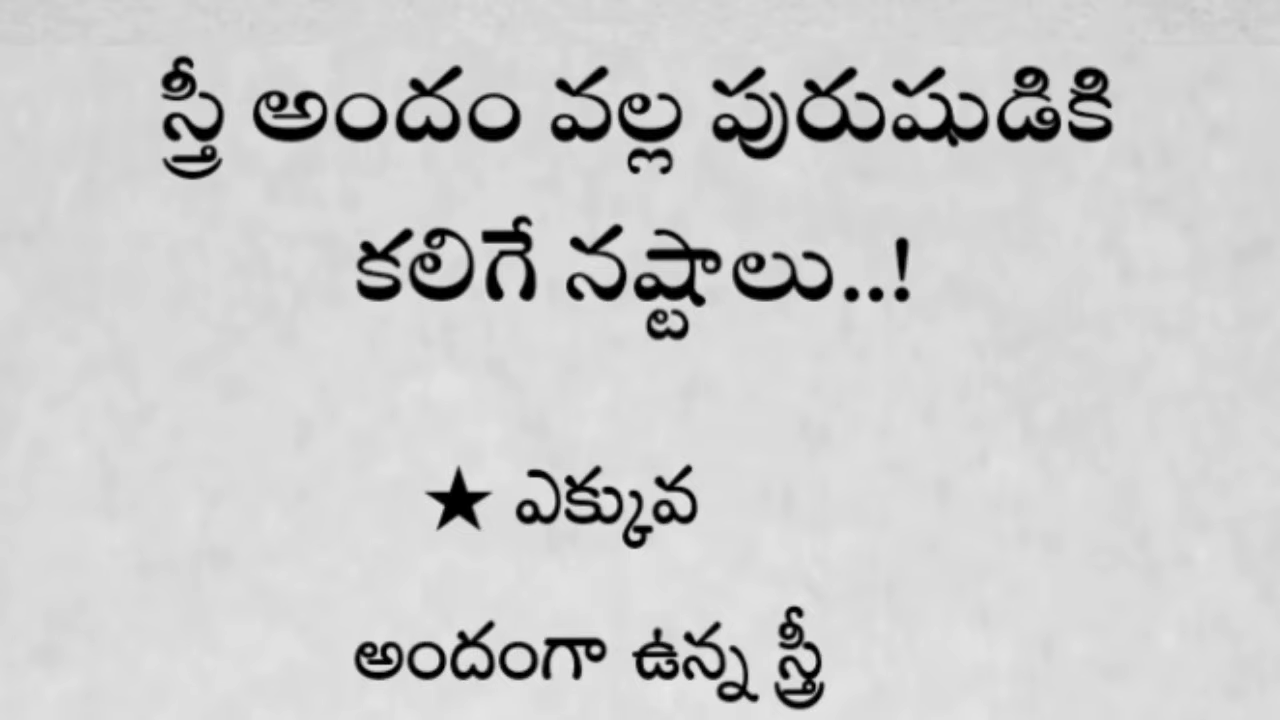 స్త్రీ అందం వల్ల పురుషుడికి
కలిగే నష్టాలు..!
★ ఎక్కువ
అందంగా ఉన్న స్త్రీ